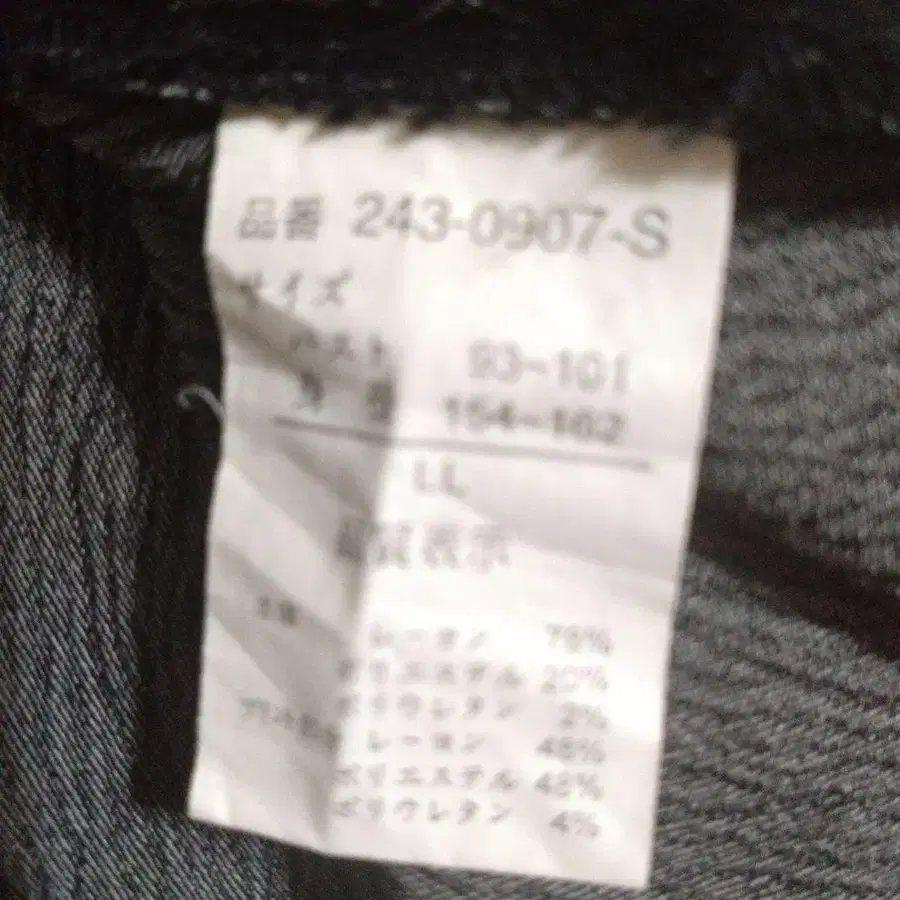 品番 243-0907-S
サイズ
バスト 93~101
身長 154~162
LL
品質表示
レーヨン 78%
ポリエステル 20%
ポリウレタン 2%
レーヨン 48%
ポリエステル 48%
ポリウレタン 4%